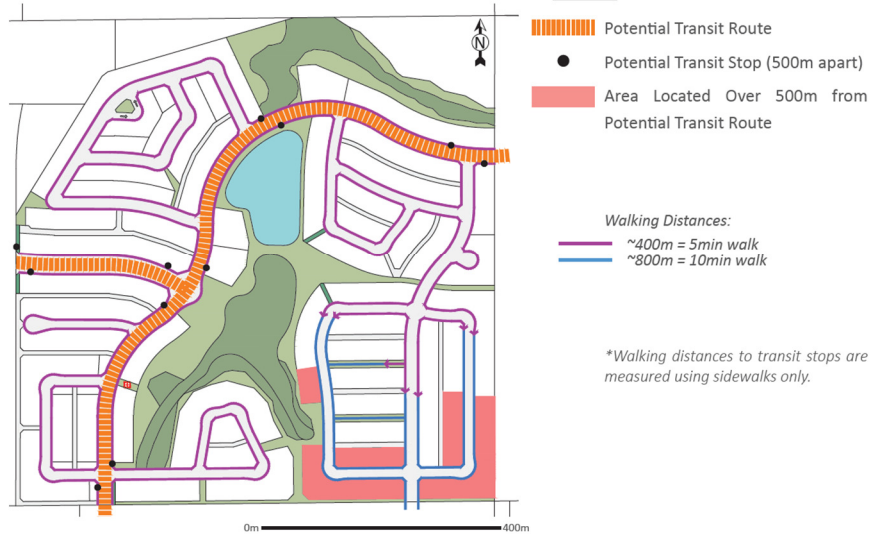 N
Potential Transit Route
Potential Transit Stop (500m apart)
Area Located Over 500m from
Potential Transit Route
Walking Distances:
~400m = 5min walk
~800m = 10min walk
*Walking distances to transit stops are
measured using sidewalks only.
0m 400m